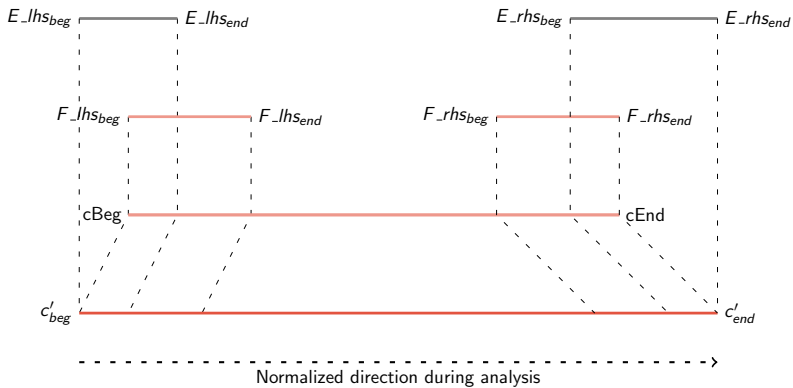 E_lhs_beg E_lhs_end E_rhs_beg E_rhs_end
F_lhs_beg F_lhs_end F_rhs_beg F_rhs_end
cBeg cEnd
c′_beg c′_end
Normalized direction during analysis